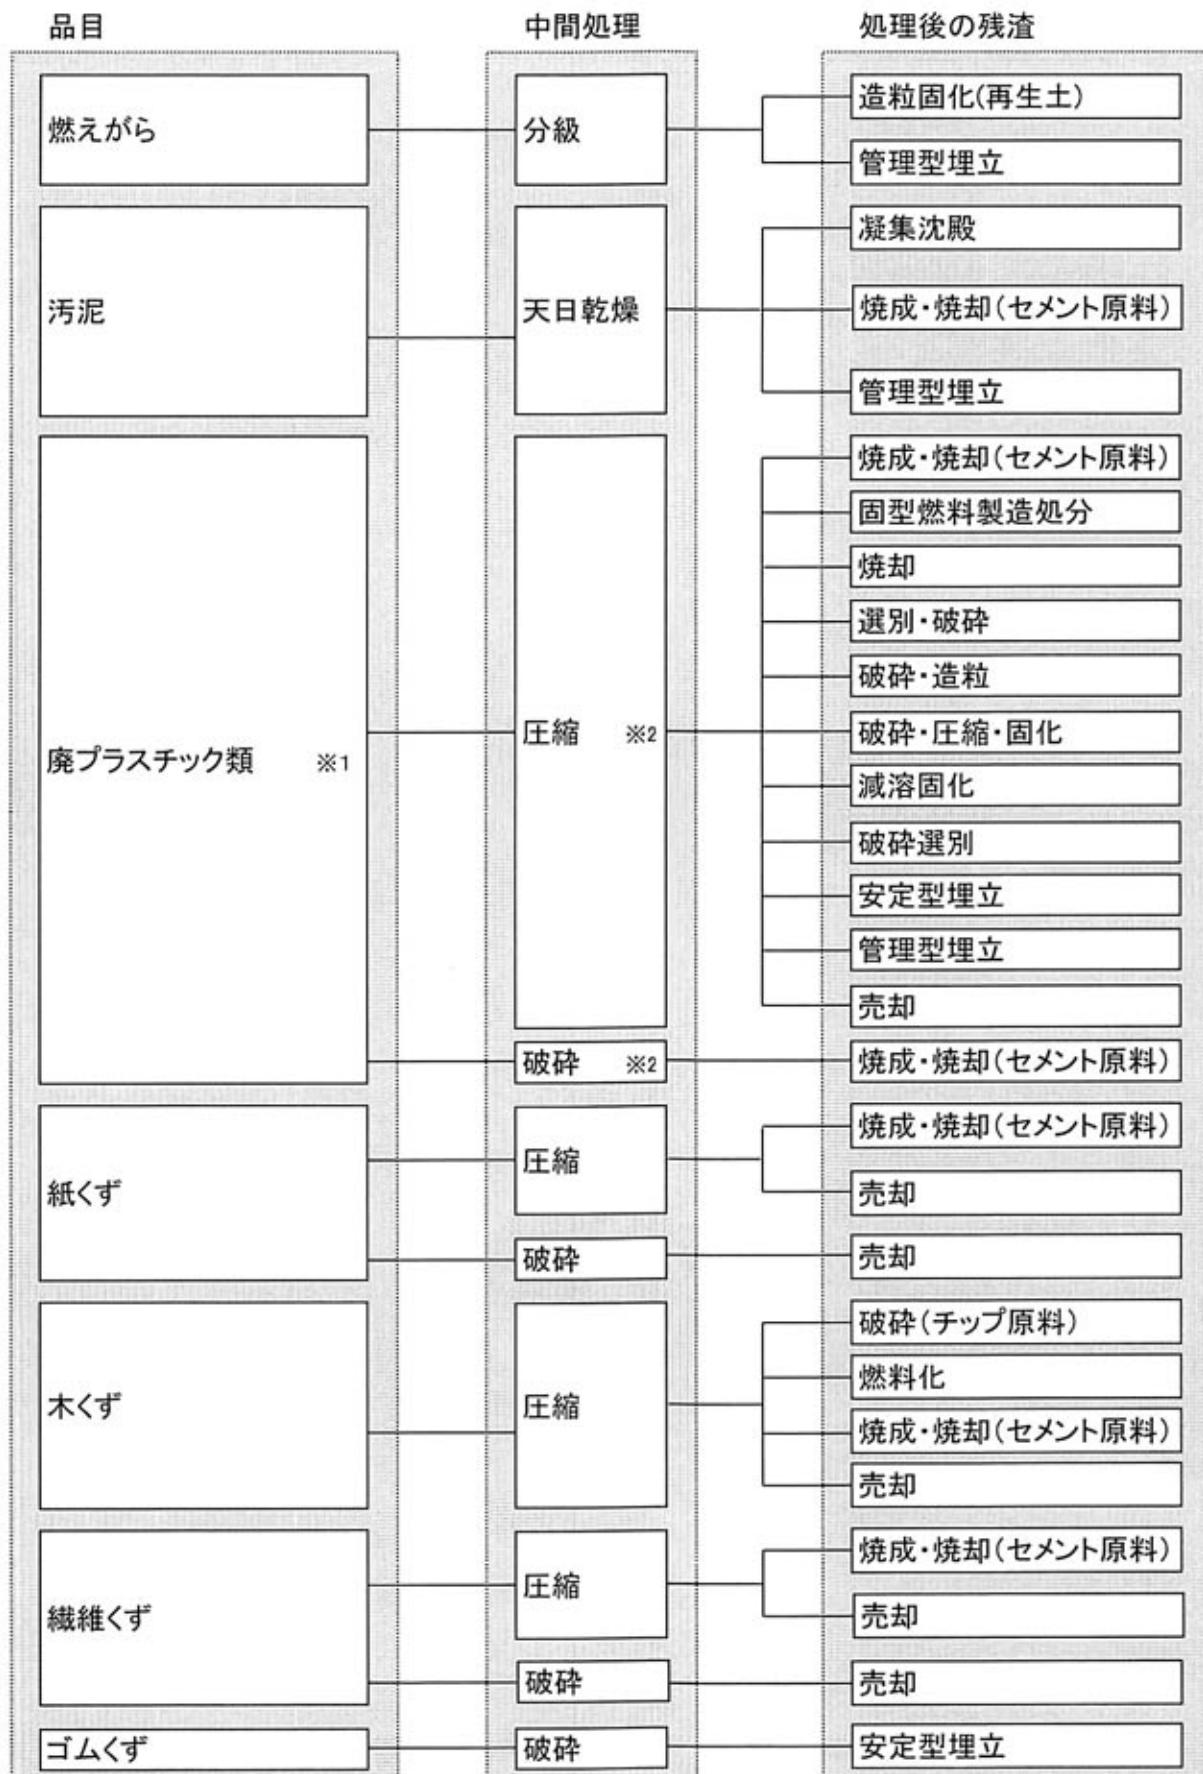 品目 中間処理 処理後の残渣
燃えがら 分級 造粒固化(再生土)
管理型埋立
汚泥 天日乾燥 凝集沈殿
焼成・焼却(セメント原料)
管理型埋立
廃プラスチック類 ※1 圧縮 ※2 焼成・焼却(セメント原料)
固型燃料製造処分
焼却
選別・破砕
破砕・造粒
破砕・圧縮・固化
減溶固化
破砕選別
安定型埋立
管理型埋立
売却
破砕 ※2 焼成・焼却(セメント原料)
紙くず 圧縮 焼成・焼却(セメント原料)
売却
破砕 売却
木くず 圧縮 破砕(チップ原料)
燃料化
焼成・焼却(セメント原料)
売却
繊維くず 圧縮 焼成・焼却(セメント原料)
売却
破砕 売却
ゴムくず 破砕 安定型埋立